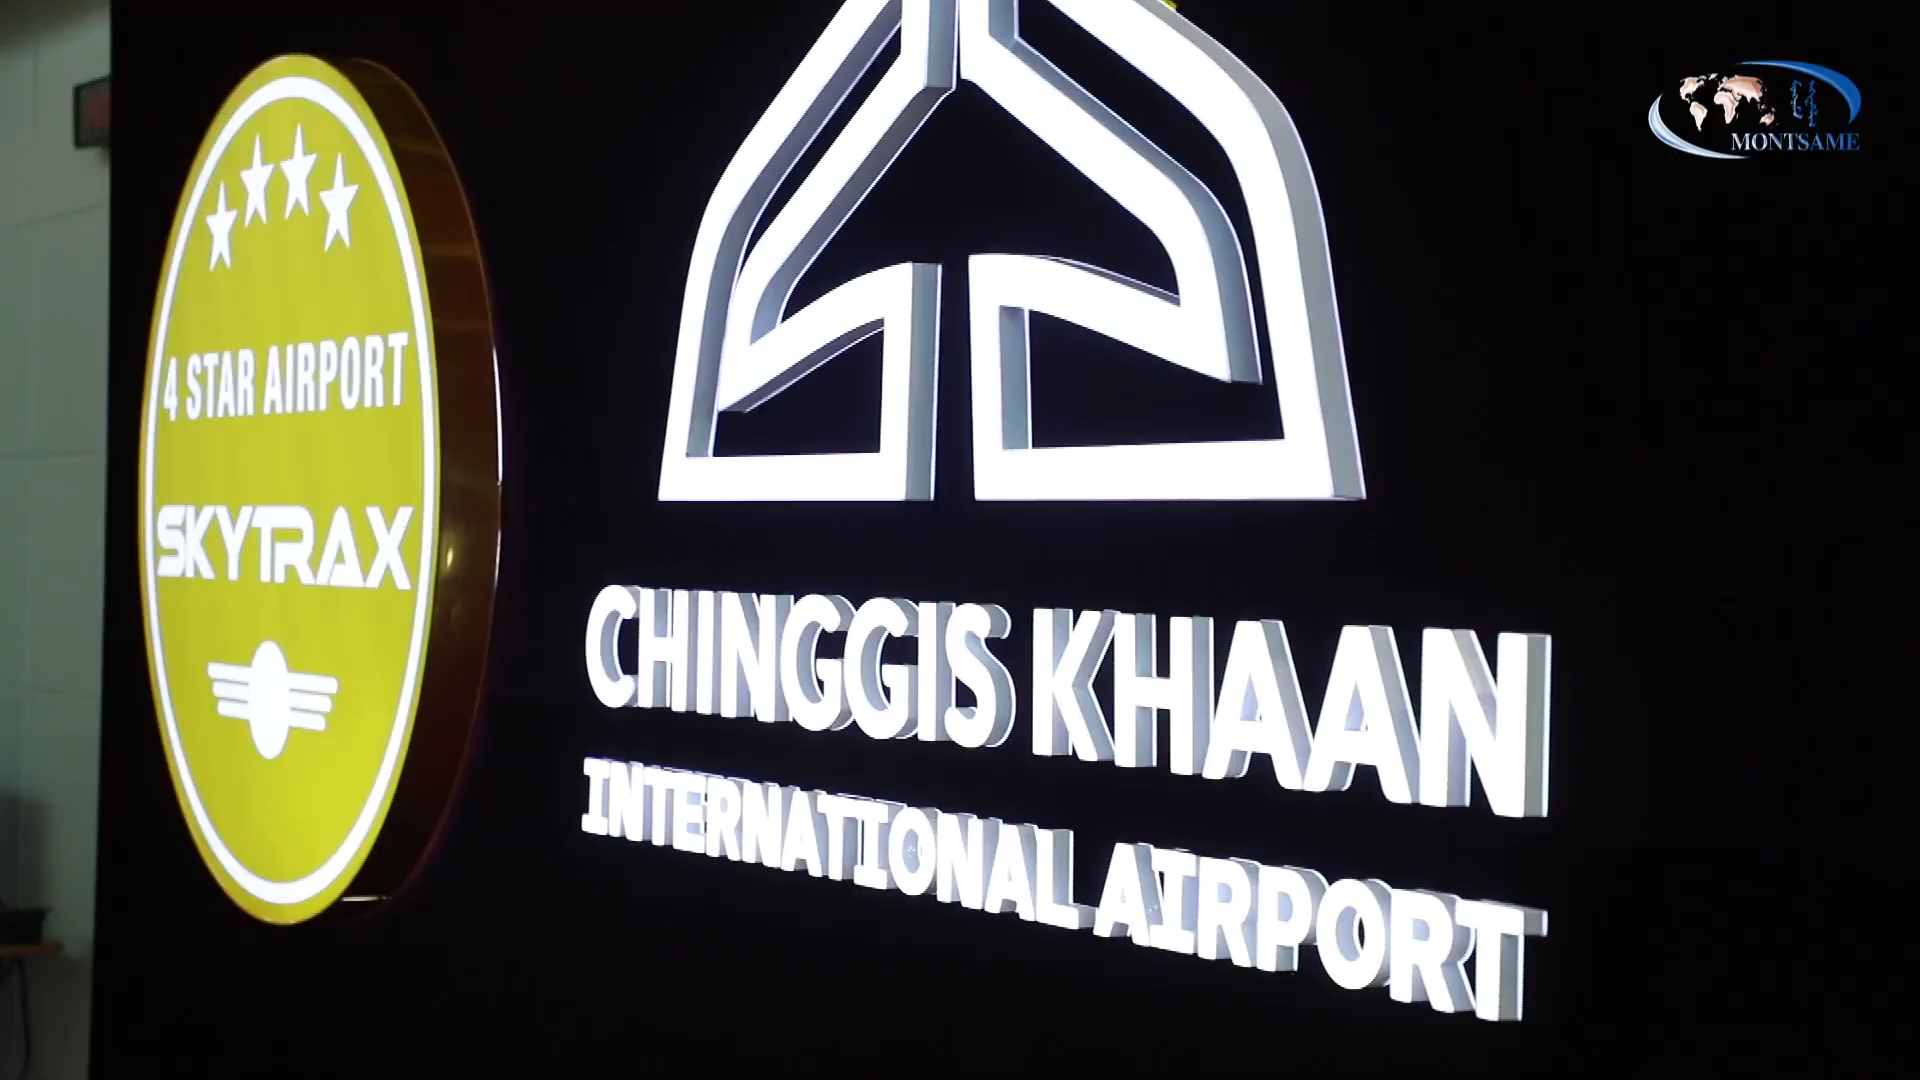 4 STAR AIRPORT
SKYTRAX
CHINGGIS KHAAN
INTERNATIONAL AIRPORT
MONTSAME